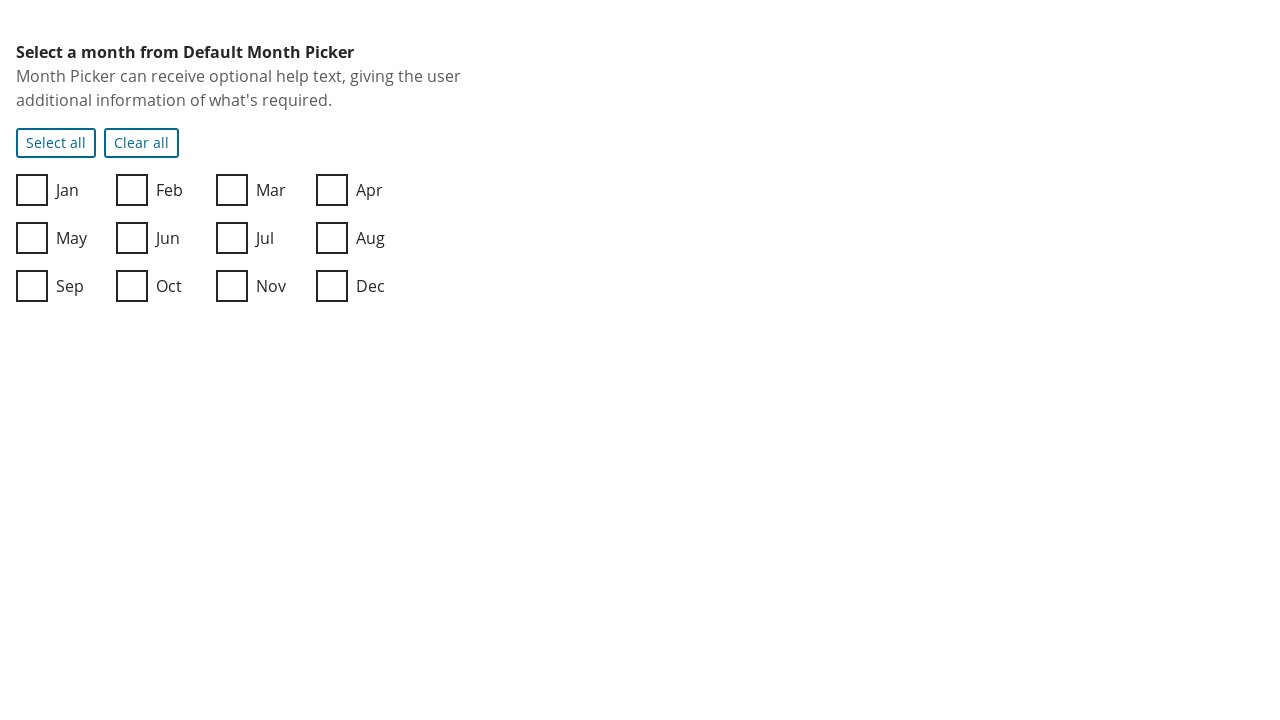 Select a month from Default Month Picker
Month Picker can receive optional help text, giving the user
additional information of what's required.
Select all Clear all
Jan Feb Mar Apr
May Jun Jul Aug
Sep Oct Nov Dec